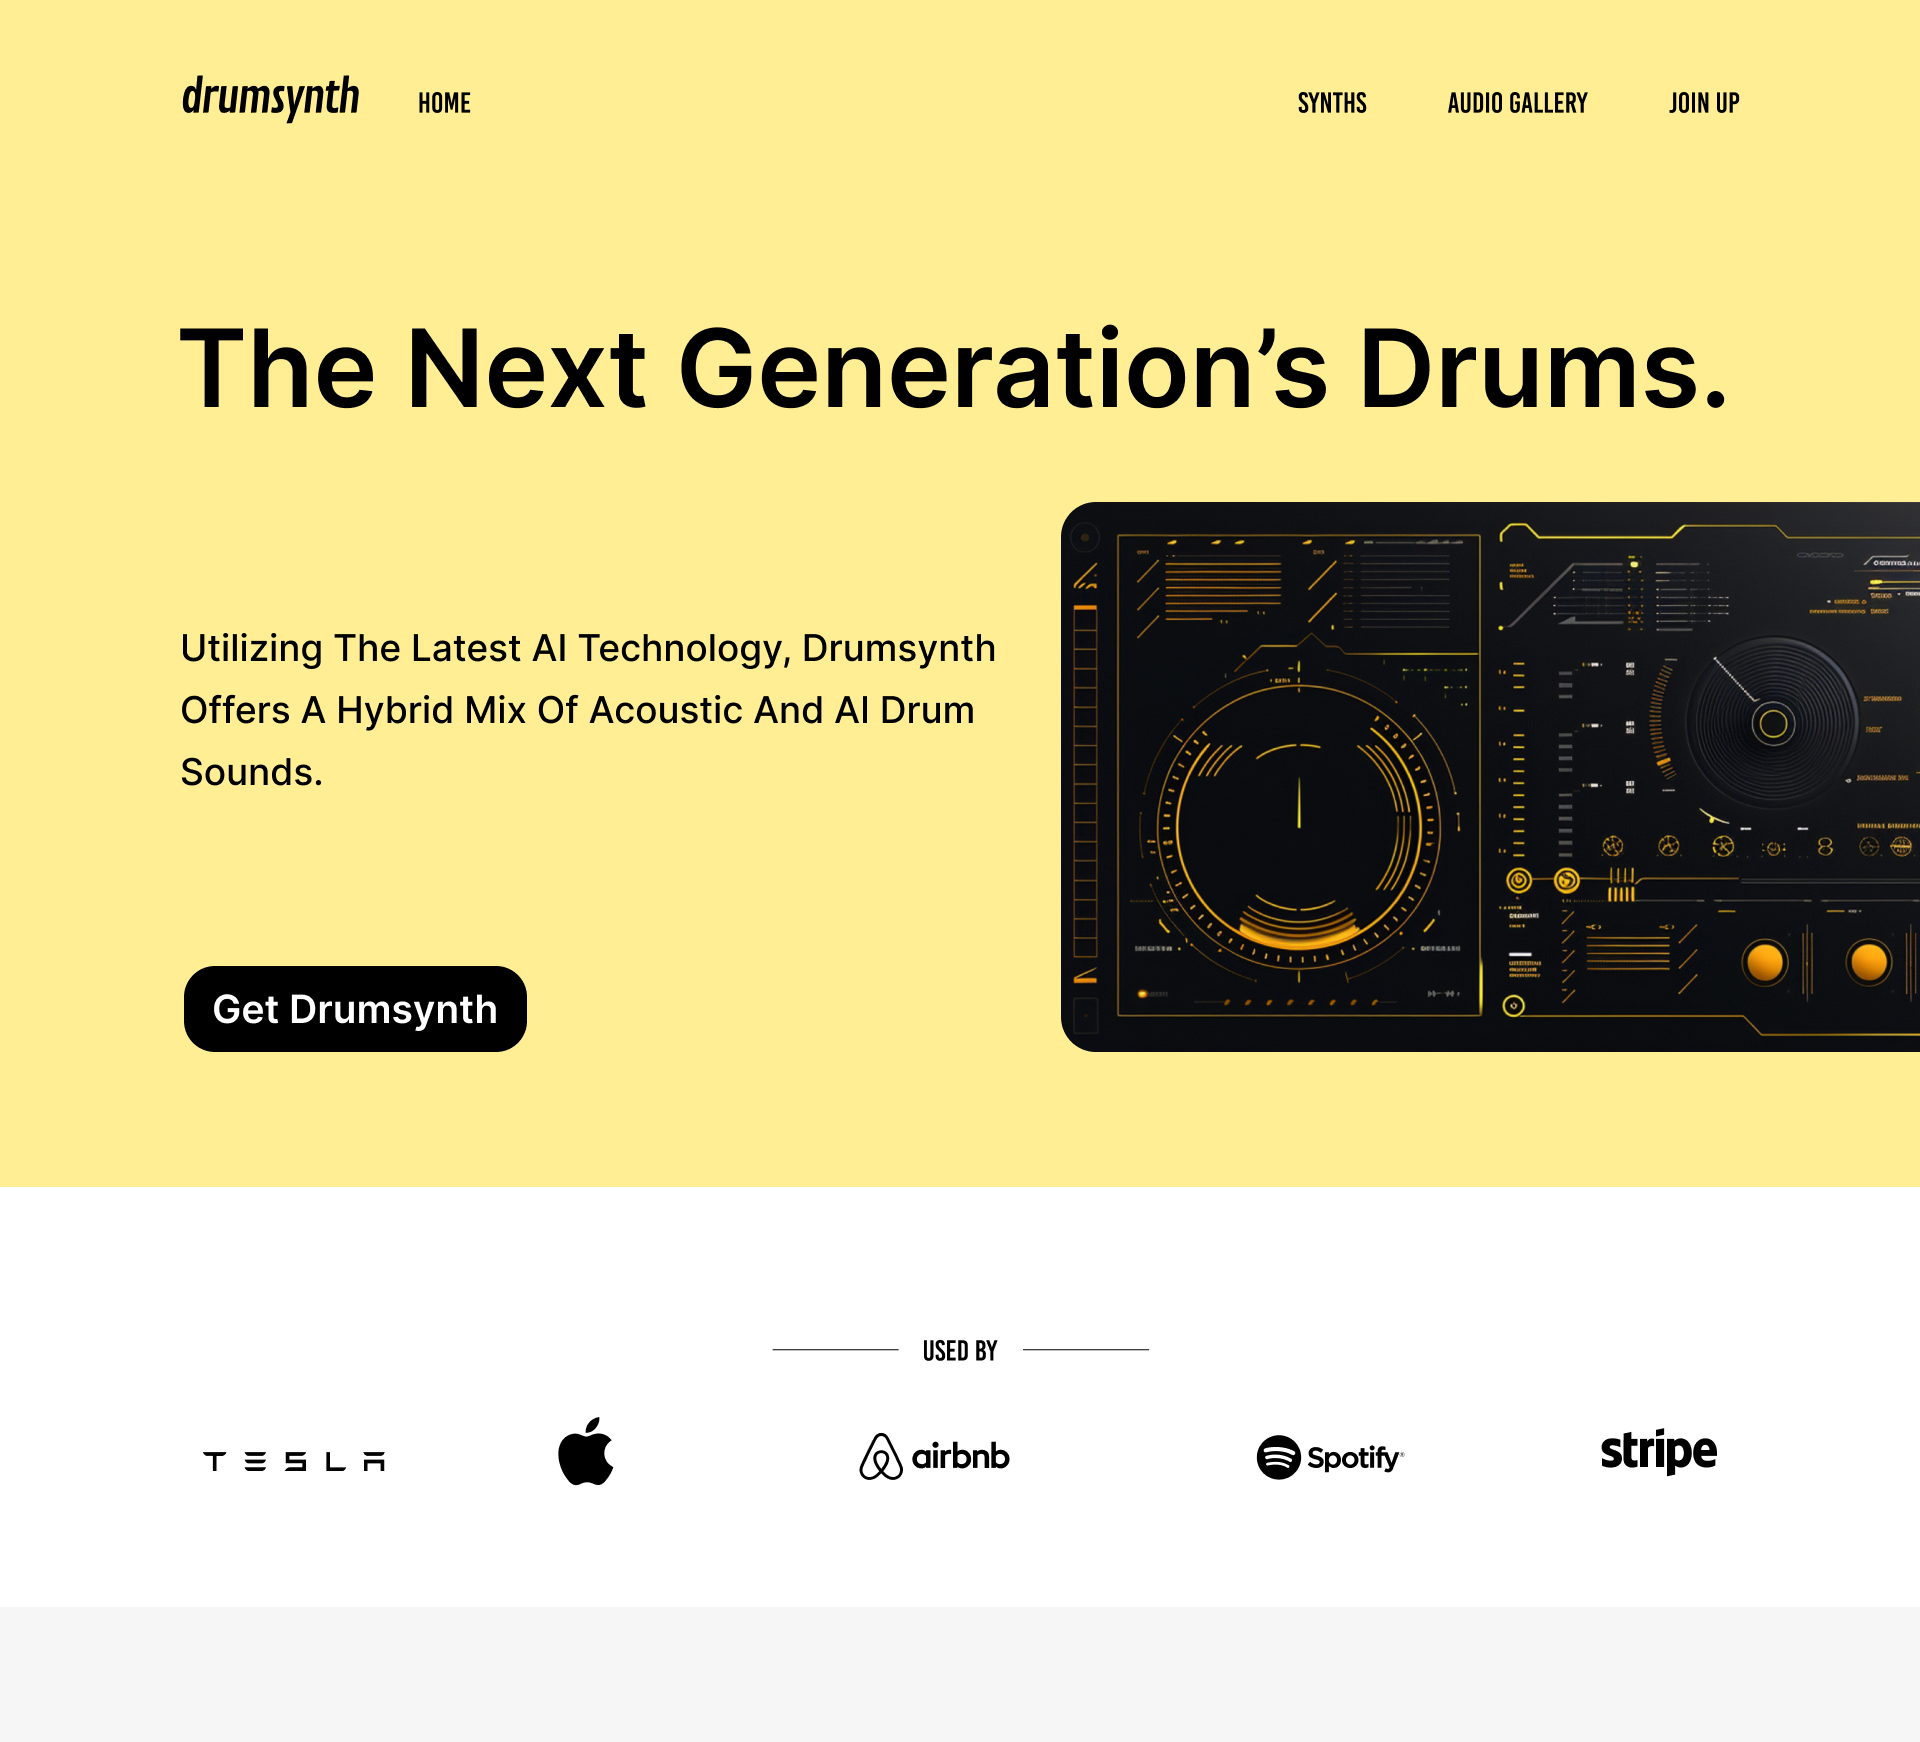 drumsynth HOME SYNTHS AUDIO GALLERY JOIN UP
The Next Generation’s Drums.
Utilizing The Latest AI Technology, Drumsynth
Offers A Hybrid Mix Of Acoustic And AI Drum
Sounds.
Get Drumsynth
USED BY
TESLA airbnb Spotify® stripe